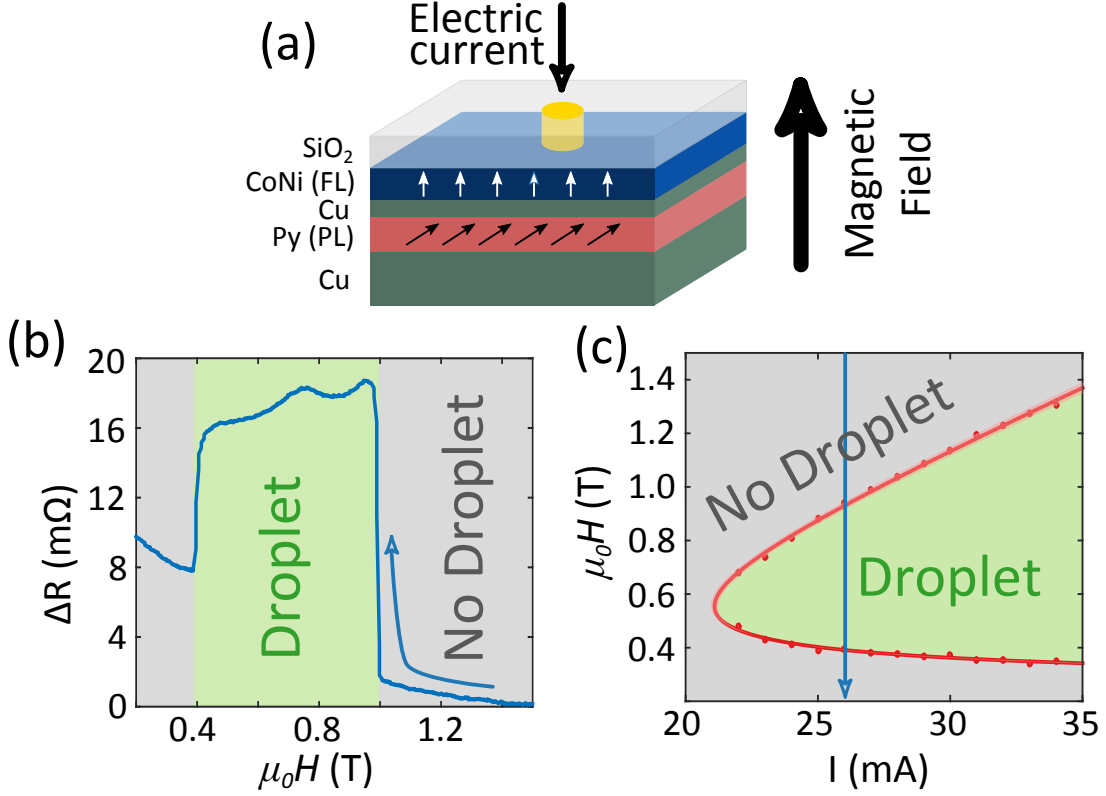 (a)
Electric
current
Magnetic
Field
SiO₂
CoNi (FL)
Cu
Py (PL)
Cu
(b)
20
16
12
8
4
0
ΔR (mΩ)
Droplet
No Droplet
0.4
0.8
1.2
μ₀H (T)
(c)
1.4
1.2
1.0
0.8
0.6
0.4
μ₀H (T)
No Droplet
Droplet
20
25
30
35
I (mA)